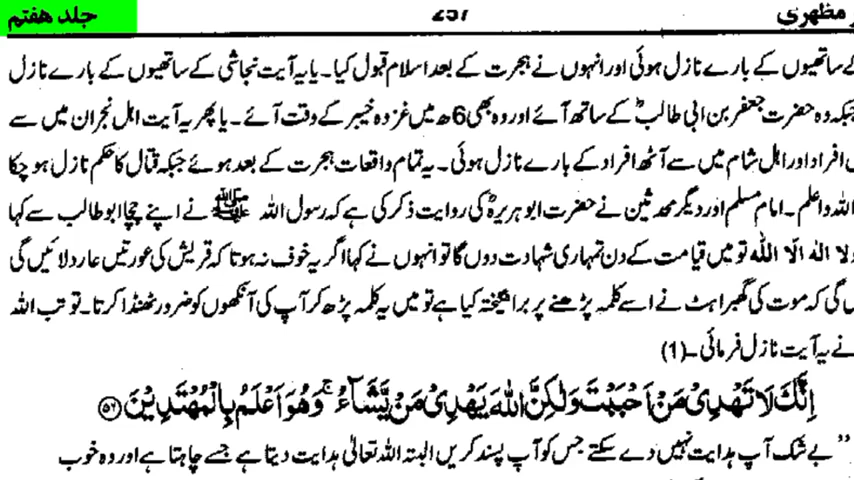 ر مظہری 257 جلد ہفتم
کے ساتھیوں کے بارے نازل ہوئی اور انہوں نے ہجرت کے بعد اسلام قبول کیا۔ یا یہ آیت نجاشی کے ساتھیوں کے بارے نازل
جبکہ وہ حضرت جعفر بن ابی طالبؓ کے ساتھ آئے اور وہ بھی 6ھ میں غزوہ خیبر کے وقت آئے۔ یا پھر یہ آیت اہل نجران میں سے
افراد اور اہل شام میں سے آٹھ افراد کے بارے نازل ہوئی۔ یہ تمام واقعات ہجرت کے بعد ہوئے جبکہ قتال کا حکم نازل ہو چکا
اللہ واعلم۔ امام مسلم اور دیگر محدثین نے حضرت ابو ہریرہؓ کی روایت ذکر کی ہے کہ رسول اللہ ﷺ نے اپنے چچا ابو طالب سے کہا
لا الٰہ الّا اللہ تو میں قیامت کے دن تمہاری شہادت دوں گا تو انہوں نے کہا اگر یہ خوف نہ ہوتا کہ قریش کی عورتیں عار دلائیں گی
گی کہ موت کی گھبراہٹ نے اسے کلمہ پڑھنے پر برانگیختہ کیا ہے تو میں یہ کلمہ پڑھ کر آپ کی آنکھوں کو ضرور ٹھنڈا کرتا۔ تو تب اللہ
نے یہ آیت نازل فرمائی۔(1)
اِنَّكَ لَا تَهْدِیْ مَنْ اَحْبَبْتَ وَلٰكِنَّ اللّٰهَ يَهْدِیْ مَنْ يَّشَآءُ ۚ وَهُوَ اَعْلَمُ بِالْمُهْتَدِيْنَ ۝۵۶
’’بے شک آپ ہدایت نہیں دے سکتے جس کو آپ پسند کریں البتہ اللہ تعالیٰ ہدایت دیتا ہے جسے چاہتا ہے اور وہ خوب